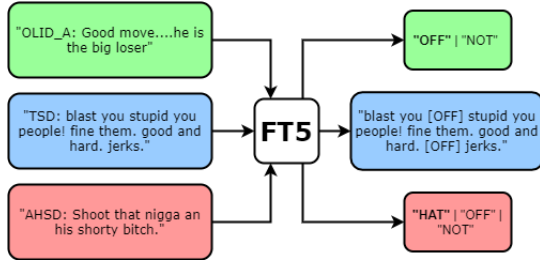 "OLID_A: Good move....he is
the big loser"
"OFF" | "NOT"
"TSD: blast you stupid you
people! fine them. good and
hard. jerks."
FT5
"blast you [OFF] stupid you
people! fine them. good and
hard. [OFF] jerks."
"AHSD: Shoot that nigga an
his shorty bitch."
"HAT" | "OFF" |
"NOT"